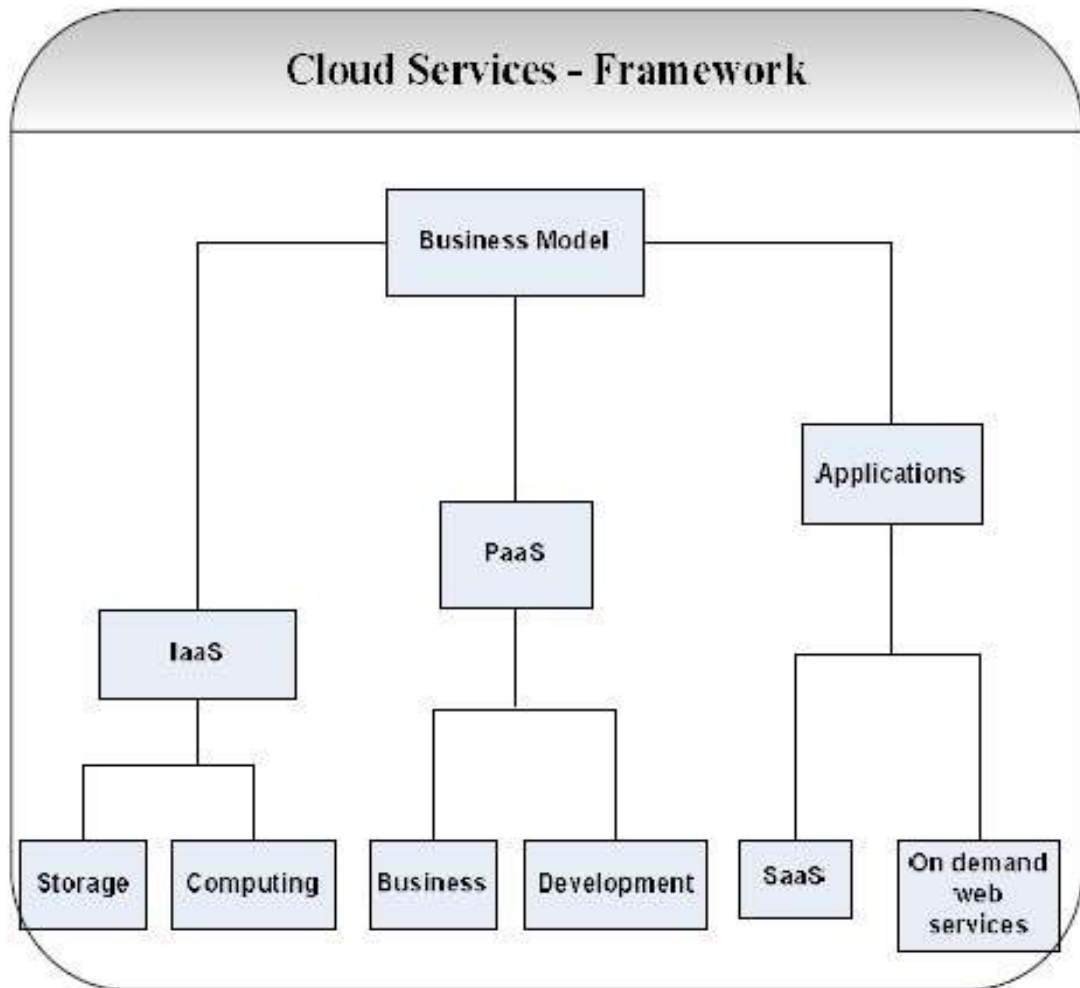 Cloud Services - Framework
Business Model
Applications
PaaS
IaaS
Storage
Computing
Business
Development
SaaS
On demand
web
services